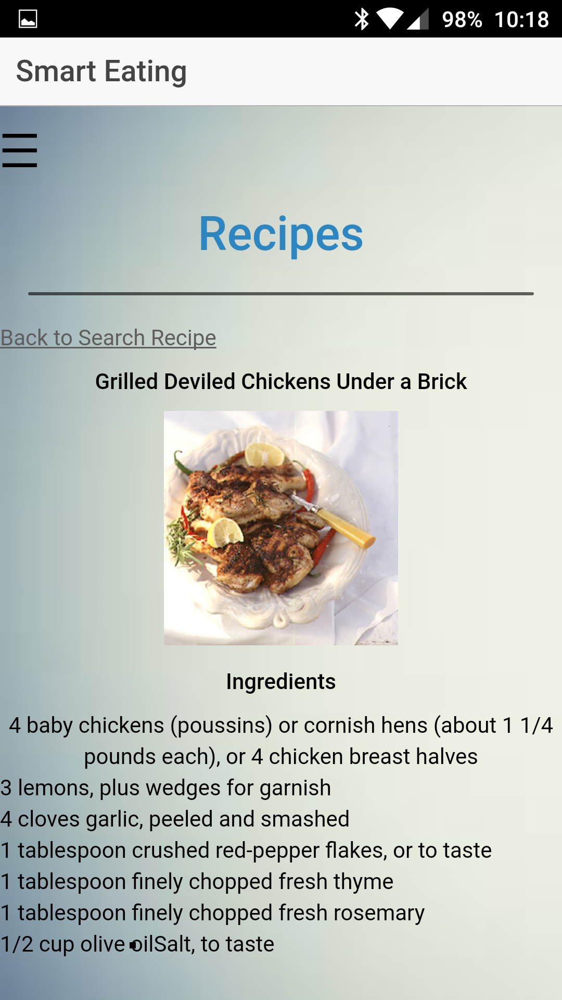 98% 10:18
Smart Eating
Recipes
Back to Search Recipe
Grilled Deviled Chickens Under a Brick
Ingredients
4 baby chickens (poussins) or cornish hens (about 1 1/4
pounds each), or 4 chicken breast halves
3 lemons, plus wedges for garnish
4 cloves garlic, peeled and smashed
1 tablespoon crushed red-pepper flakes, or to taste
1 tablespoon finely chopped fresh thyme
1 tablespoon finely chopped fresh rosemary
1/2 cup olive oilSalt, to taste